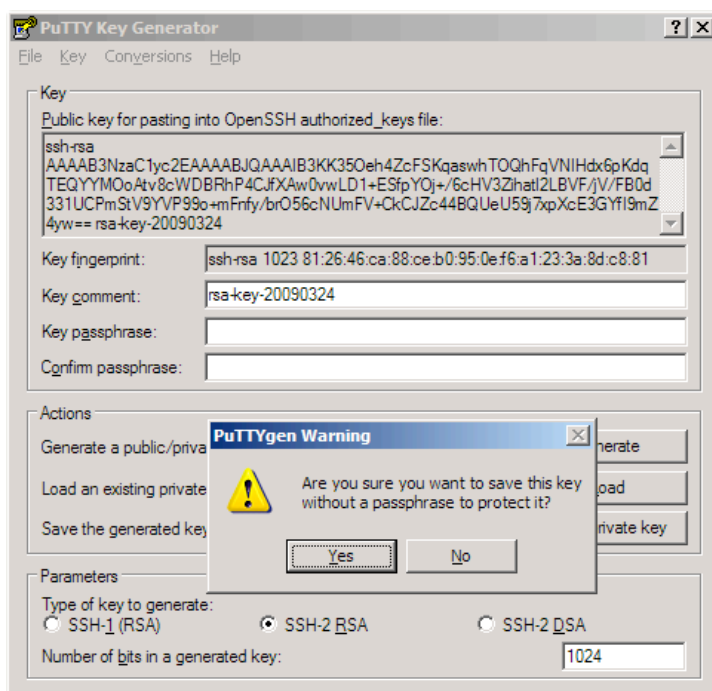 PuTTY Key Generator
File Key Conversions Help
Key
Public key for pasting into OpenSSH authorized_keys file:
ssh-rsa
AAAAB3NzaC1yc2EAAAABJQAAAIB3KK35Oeh4ZcFSKqaswhTOQhFqVNIHdx6pKdq
TEQYYMOoAtv8cWDBRhP4CJfXAw0vwLD1+ESfpYOj+/6cHV3Zihatl2LBVF/jV/FB0d
331UCPmStV9YVP99o+mFnfy/brO56cNUmFV+CkCJZc44BQUeU59j7xpXcE3GYfI9mZ
4yw== rsa-key-20090324
Key fingerprint: ssh-rsa 1023 81:26:46:ca:88:ce:b0:95:0e:f6:a1:23:3a:8d:c8:81
Key comment: rsa-key-20090324
Key passphrase:
Confirm passphrase:
Actions
Generate a public/priva nerate
Load an existing private oad
Save the generated key rivate key
PuTTYgen Warning
Are you sure you want to save this key
without a passphrase to protect it?
Yes No
Parameters
Type of key to generate:
SSH-1 (RSA) SSH-2 RSA SSH-2 DSA
Number of bits in a generated key: 1024